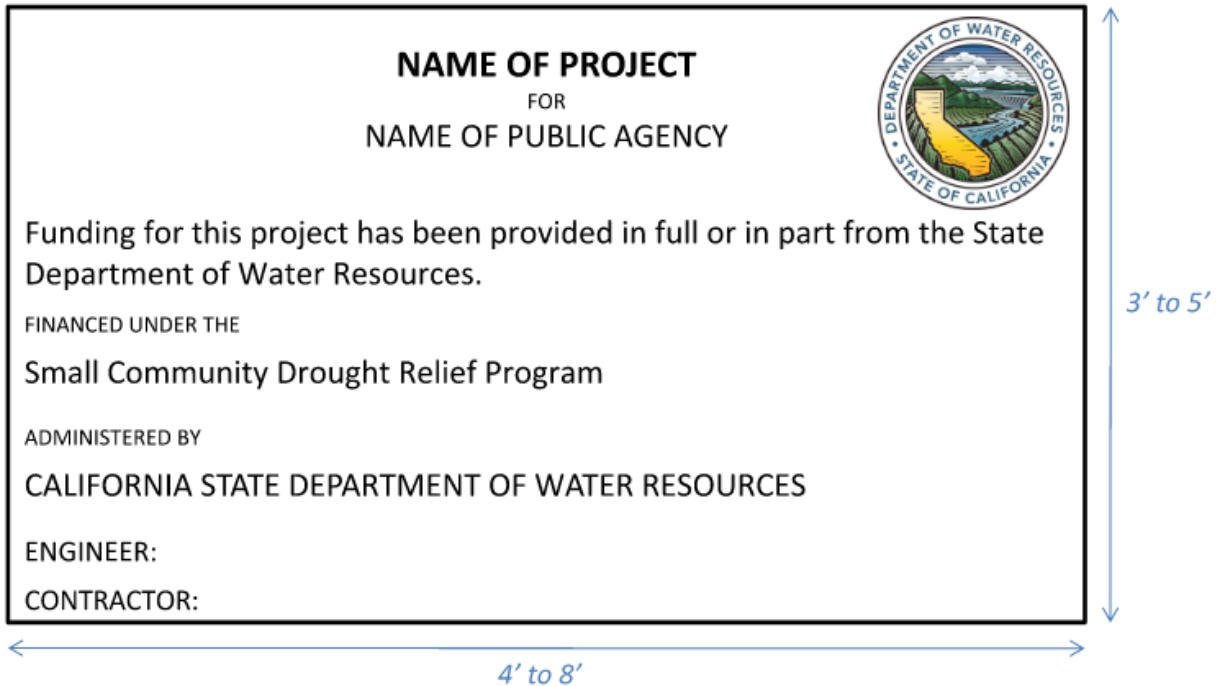 NAME OF PROJECT
FOR
NAME OF PUBLIC AGENCY
DEPARTMENT OF WATER RESOURCES
• STATE OF CALIFORNIA •
Funding for this project has been provided in full or in part from the State
Department of Water Resources.
FINANCED UNDER THE
Small Community Drought Relief Program
ADMINISTERED BY
CALIFORNIA STATE DEPARTMENT OF WATER RESOURCES
ENGINEER:
CONTRACTOR:
3’ to 5’
4’ to 8’